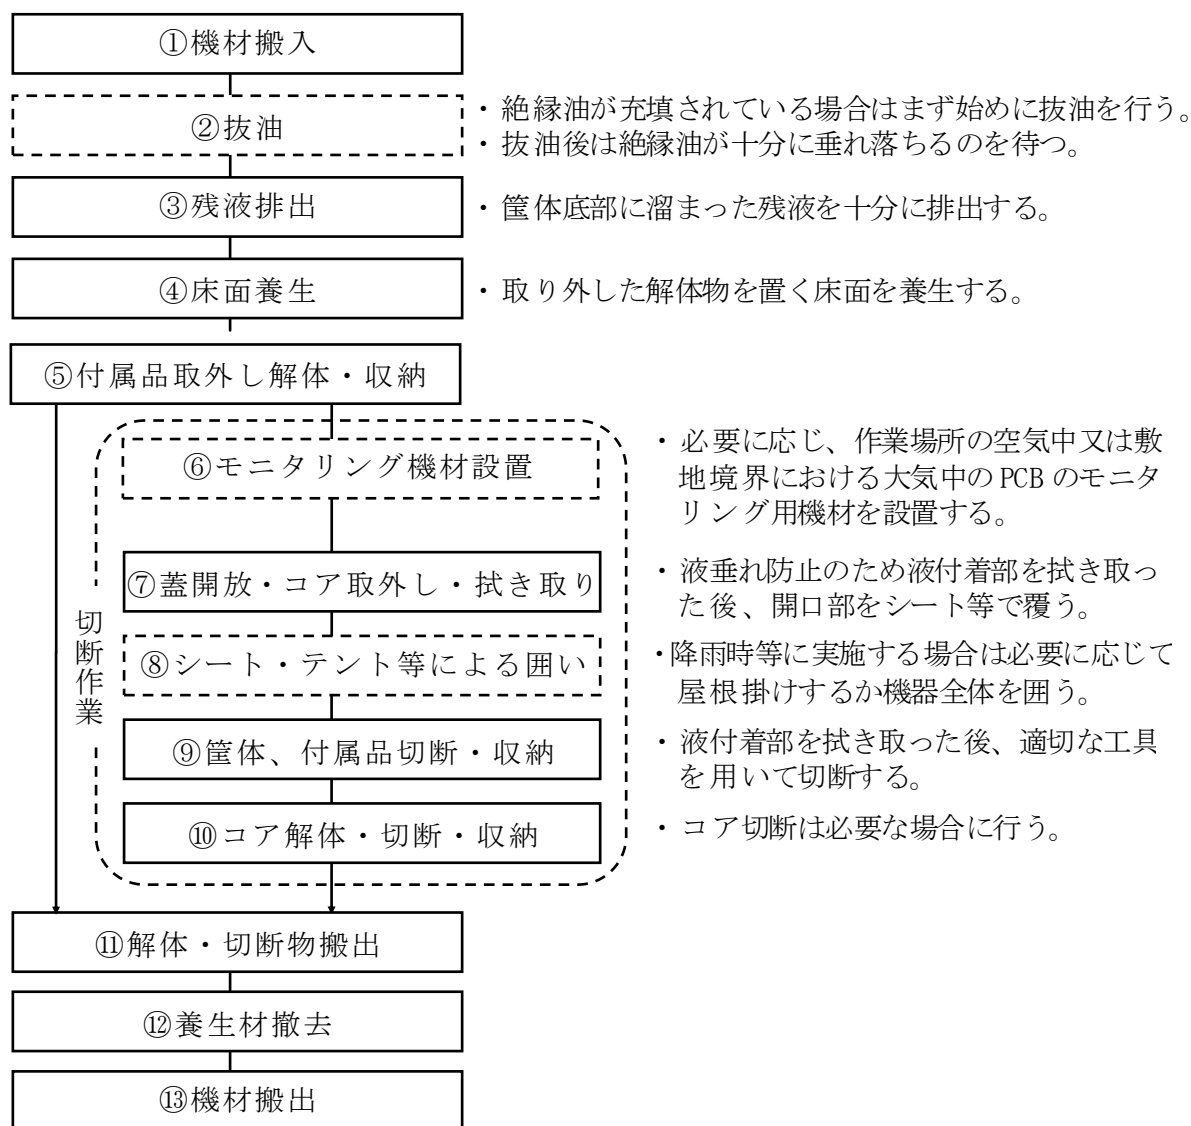 ①機材搬入
②抜油
・絶縁油が充填されている場合はまず始めに抜油を行う。
・抜油後は絶縁油が十分に垂れ落ちるのを待つ。
③残液排出
・筐体底部に溜まった残液を十分に排出する。
④床面養生
・取り外した解体物を置く床面を養生する。
⑤付属品取外し解体・収納
切断作業
⑥モニタリング機材設置
・必要に応じ、作業場所の空気中又は敷
地境界における大気中のPCBのモニタ
リング用機材を設置する。
⑦蓋開放・コア取外し・拭き取り
・液垂れ防止のため液付着部を拭き取っ
た後、開口部をシート等で覆う。
⑧シート・テント等による囲い
・降雨時等に実施する場合は必要に応じて
屋根掛けするか機器全体を囲う。
⑨筐体、付属品切断・収納
・液付着部を拭き取った後、適切な工具
を用いて切断する。
⑩コア解体・切断・収納
・コア切断は必要な場合に行う。
⑪解体・切断物搬出
⑫養生材撤去
⑬機材搬出